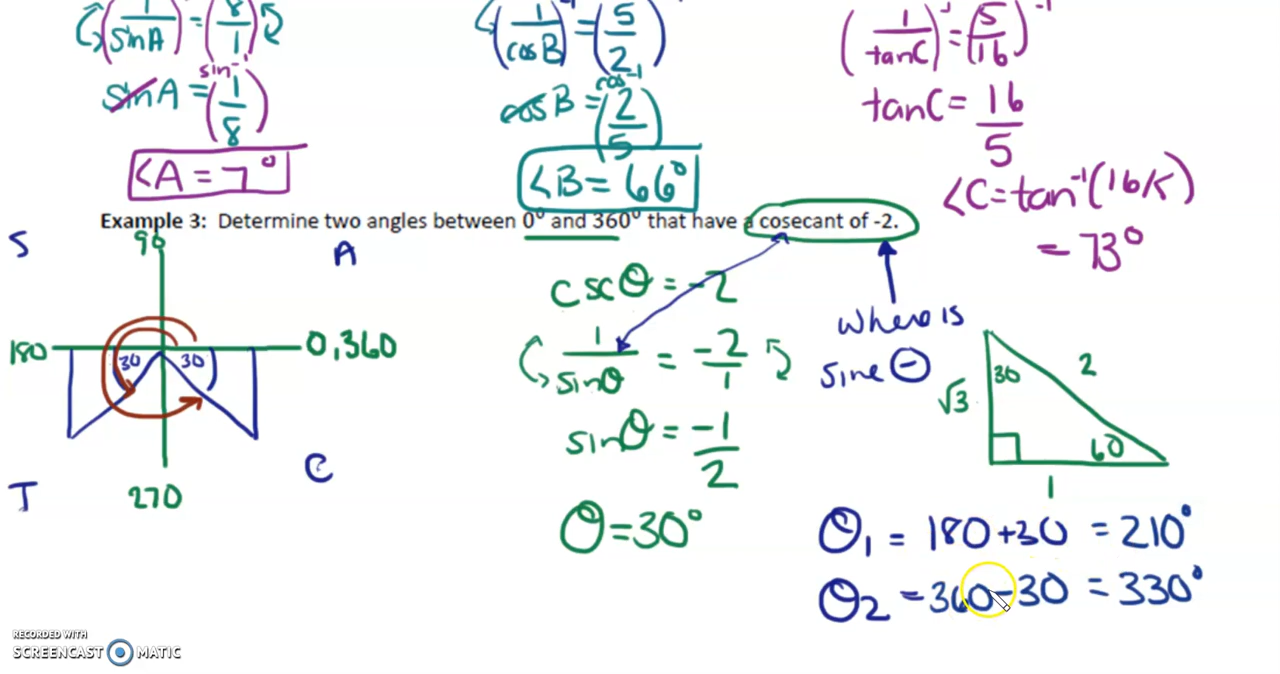 (1/sinA) = (8/1)
sin⁻¹
sinA = (1/8)
<A = 7°
(1/cosB)⁻¹ = (5/2)
cos⁻¹
cosB = (2/5)
<B = 66°
(1/tanC)⁻¹ = (5/16)⁻¹
tanC = 16/5
<C = tan⁻¹(16/5)
= 73°
Example 3: Determine two angles between 0° and 360° that have a cosecant of -2.
S
90
A
180
0,360
30
30
T
270
C
cscθ = -2
1/sinθ = -2/1
sinθ = -1/2
θ = 30°
where is
sine ⊖
30
2
√3
60
1
θ₁ = 180+30 = 210°
θ₂ = 360-30 = 330°
RECORDED WITH
SCREENCAST MATIC